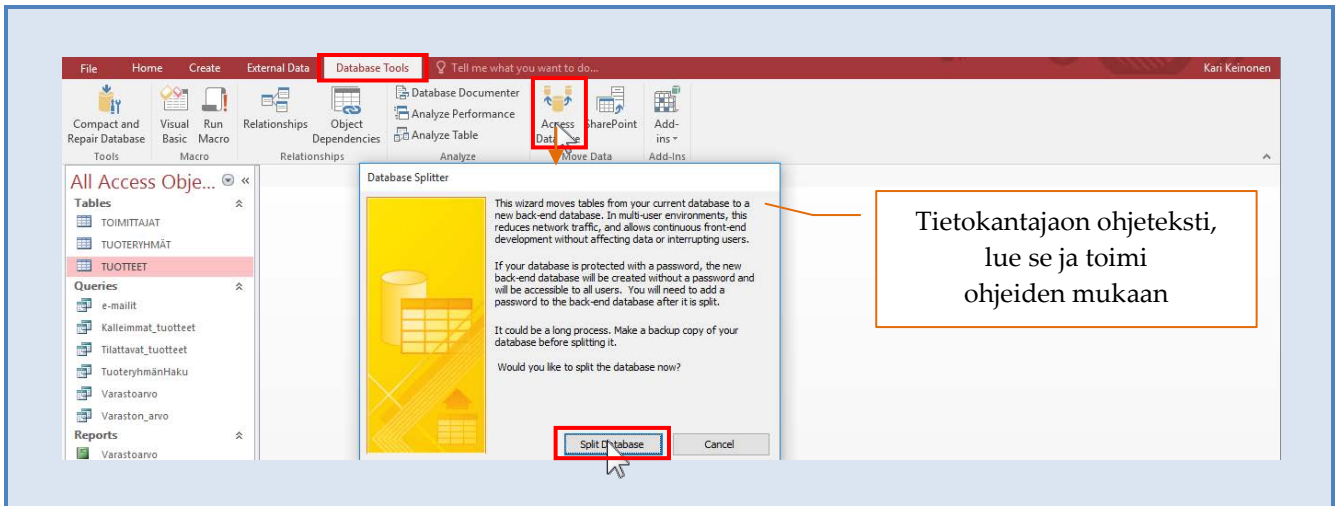 File Home Create External Data Database Tools Tell me what you want to do... Kari Keinonen
Compact and Repair Database
Visual Basic
Run Macro
Relationships
Object Dependencies
Database Documenter
Analyze Performance
Analyze Table
Access
SharePoint
Add-ins
Tools Macro Relationships Analyze Move Data Add-Ins
All Access Obje...
Tables
TOIMITTAJAT
TUOTERYHMÄT
TUOTTEET
Queries
e-mailit
Kalleimmat_tuotteet
Tilattavat_tuotteet
TuoteryhmänHaku
Varastoarvo
Varaston_arvo
Reports
Varastoarvo
Database Splitter
This wizard moves tables from your current database to a
new back-end database. In multi-user environments, this
reduces network traffic, and allows continuous front-end
development without affecting data or interrupting users.
If your database is protected with a password, the new
back-end database will be created without a password and
will be accessible to all users. You will need to add a
password to the back-end database after it is split.
It could be a long process. Make a backup copy of your
database before splitting it.
Would you like to split the database now?
Split Database Cancel
Tietokantajaon ohjeteksti,
lue se ja toimi
ohjeiden mukaan